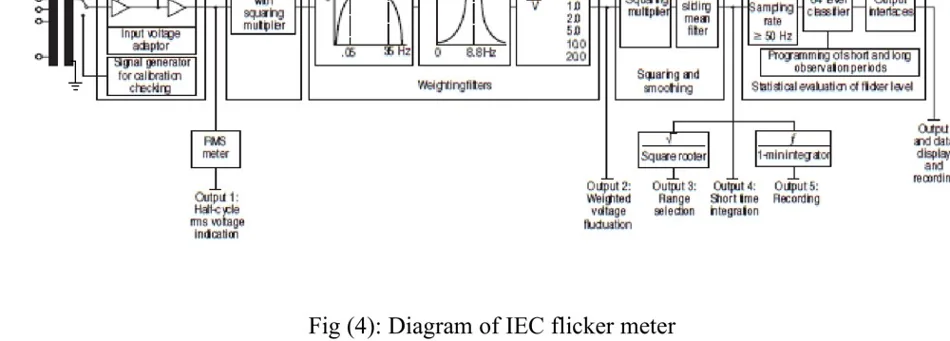 with
squaring
multiplier
Input voltage
adaptor
Signal generator
for calibration
checking
.05 35 Hz
0 8.8Hz
V
1.0
2.0
5.0
10.0
20.0
Weighting filters
Squaring
multiplier
sliding
mean
filter
Squaring and
smoothing
Sampling
rate
≥ 50 Hz
64 level
classifier
Output
interfaces
Programming of short and long
observation periods
Statistical evaluation of flicker level
RMS
meter
Output 1:
Half-cycle
rms voltage
indication
√
Square rooter
∫
1-min integrator
Output 2:
Weighted
voltage
fluctuation
Output 3:
Range
selection
Output 4:
Short time
integration
Output 5:
Recording
Output
and data
display
and
recording
Fig (4): Diagram of IEC flicker meter